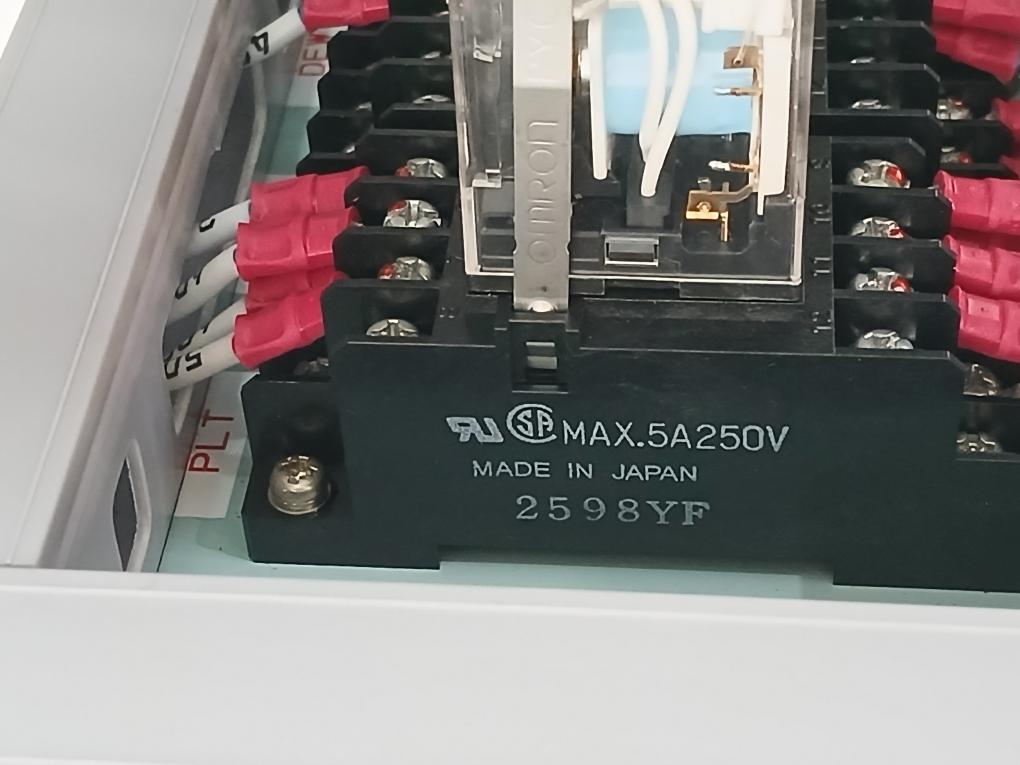 OMRON
MAX.5A250V
MADE IN JAPAN
2598YF
PLT